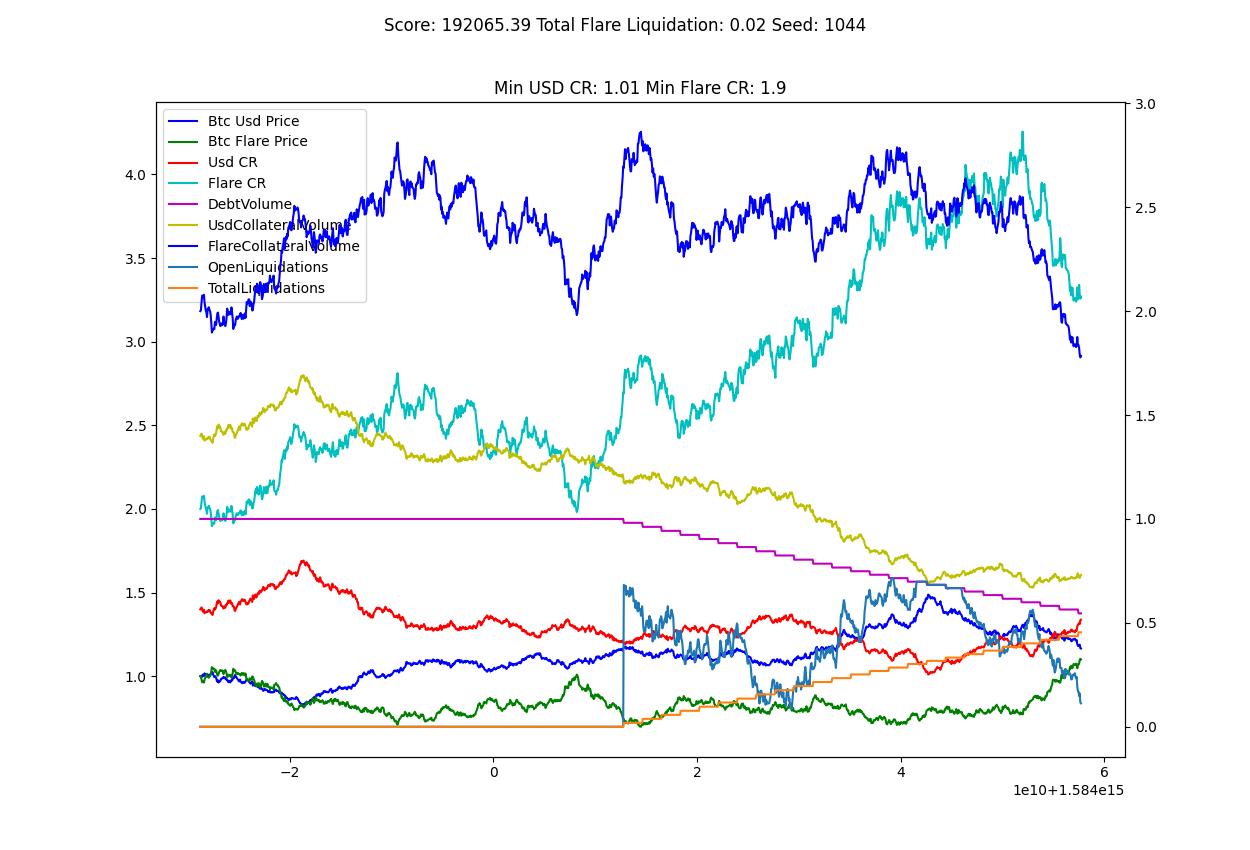 Score: 192065.39 Total Flare Liquidation: 0.02 Seed: 1044
Min USD CR: 1.01 Min Flare CR: 1.9
Btc Usd Price
Btc Flare Price
Usd CR
Flare CR
DebtVolume
UsdCollateralVolume
FlareCollateralVolume
OpenLiquidations
TotalLiquidations
4.0
3.5
3.0
2.5
2.0
1.5
1.0
3.0
2.5
2.0
1.5
1.0
0.5
0.0
−2
0
2
4
6
1e10+1.584e15